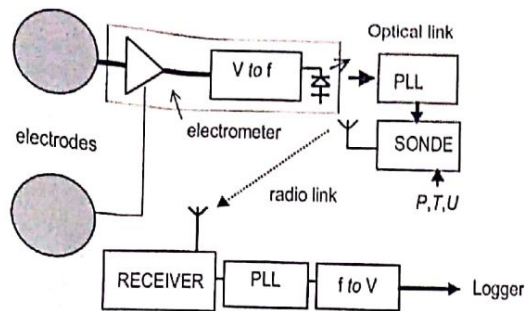 Optical link
V to f
PLL
electrometer
electrodes
SONDE
radio link
P,T,U
RECEIVER
PLL
f to V
Logger